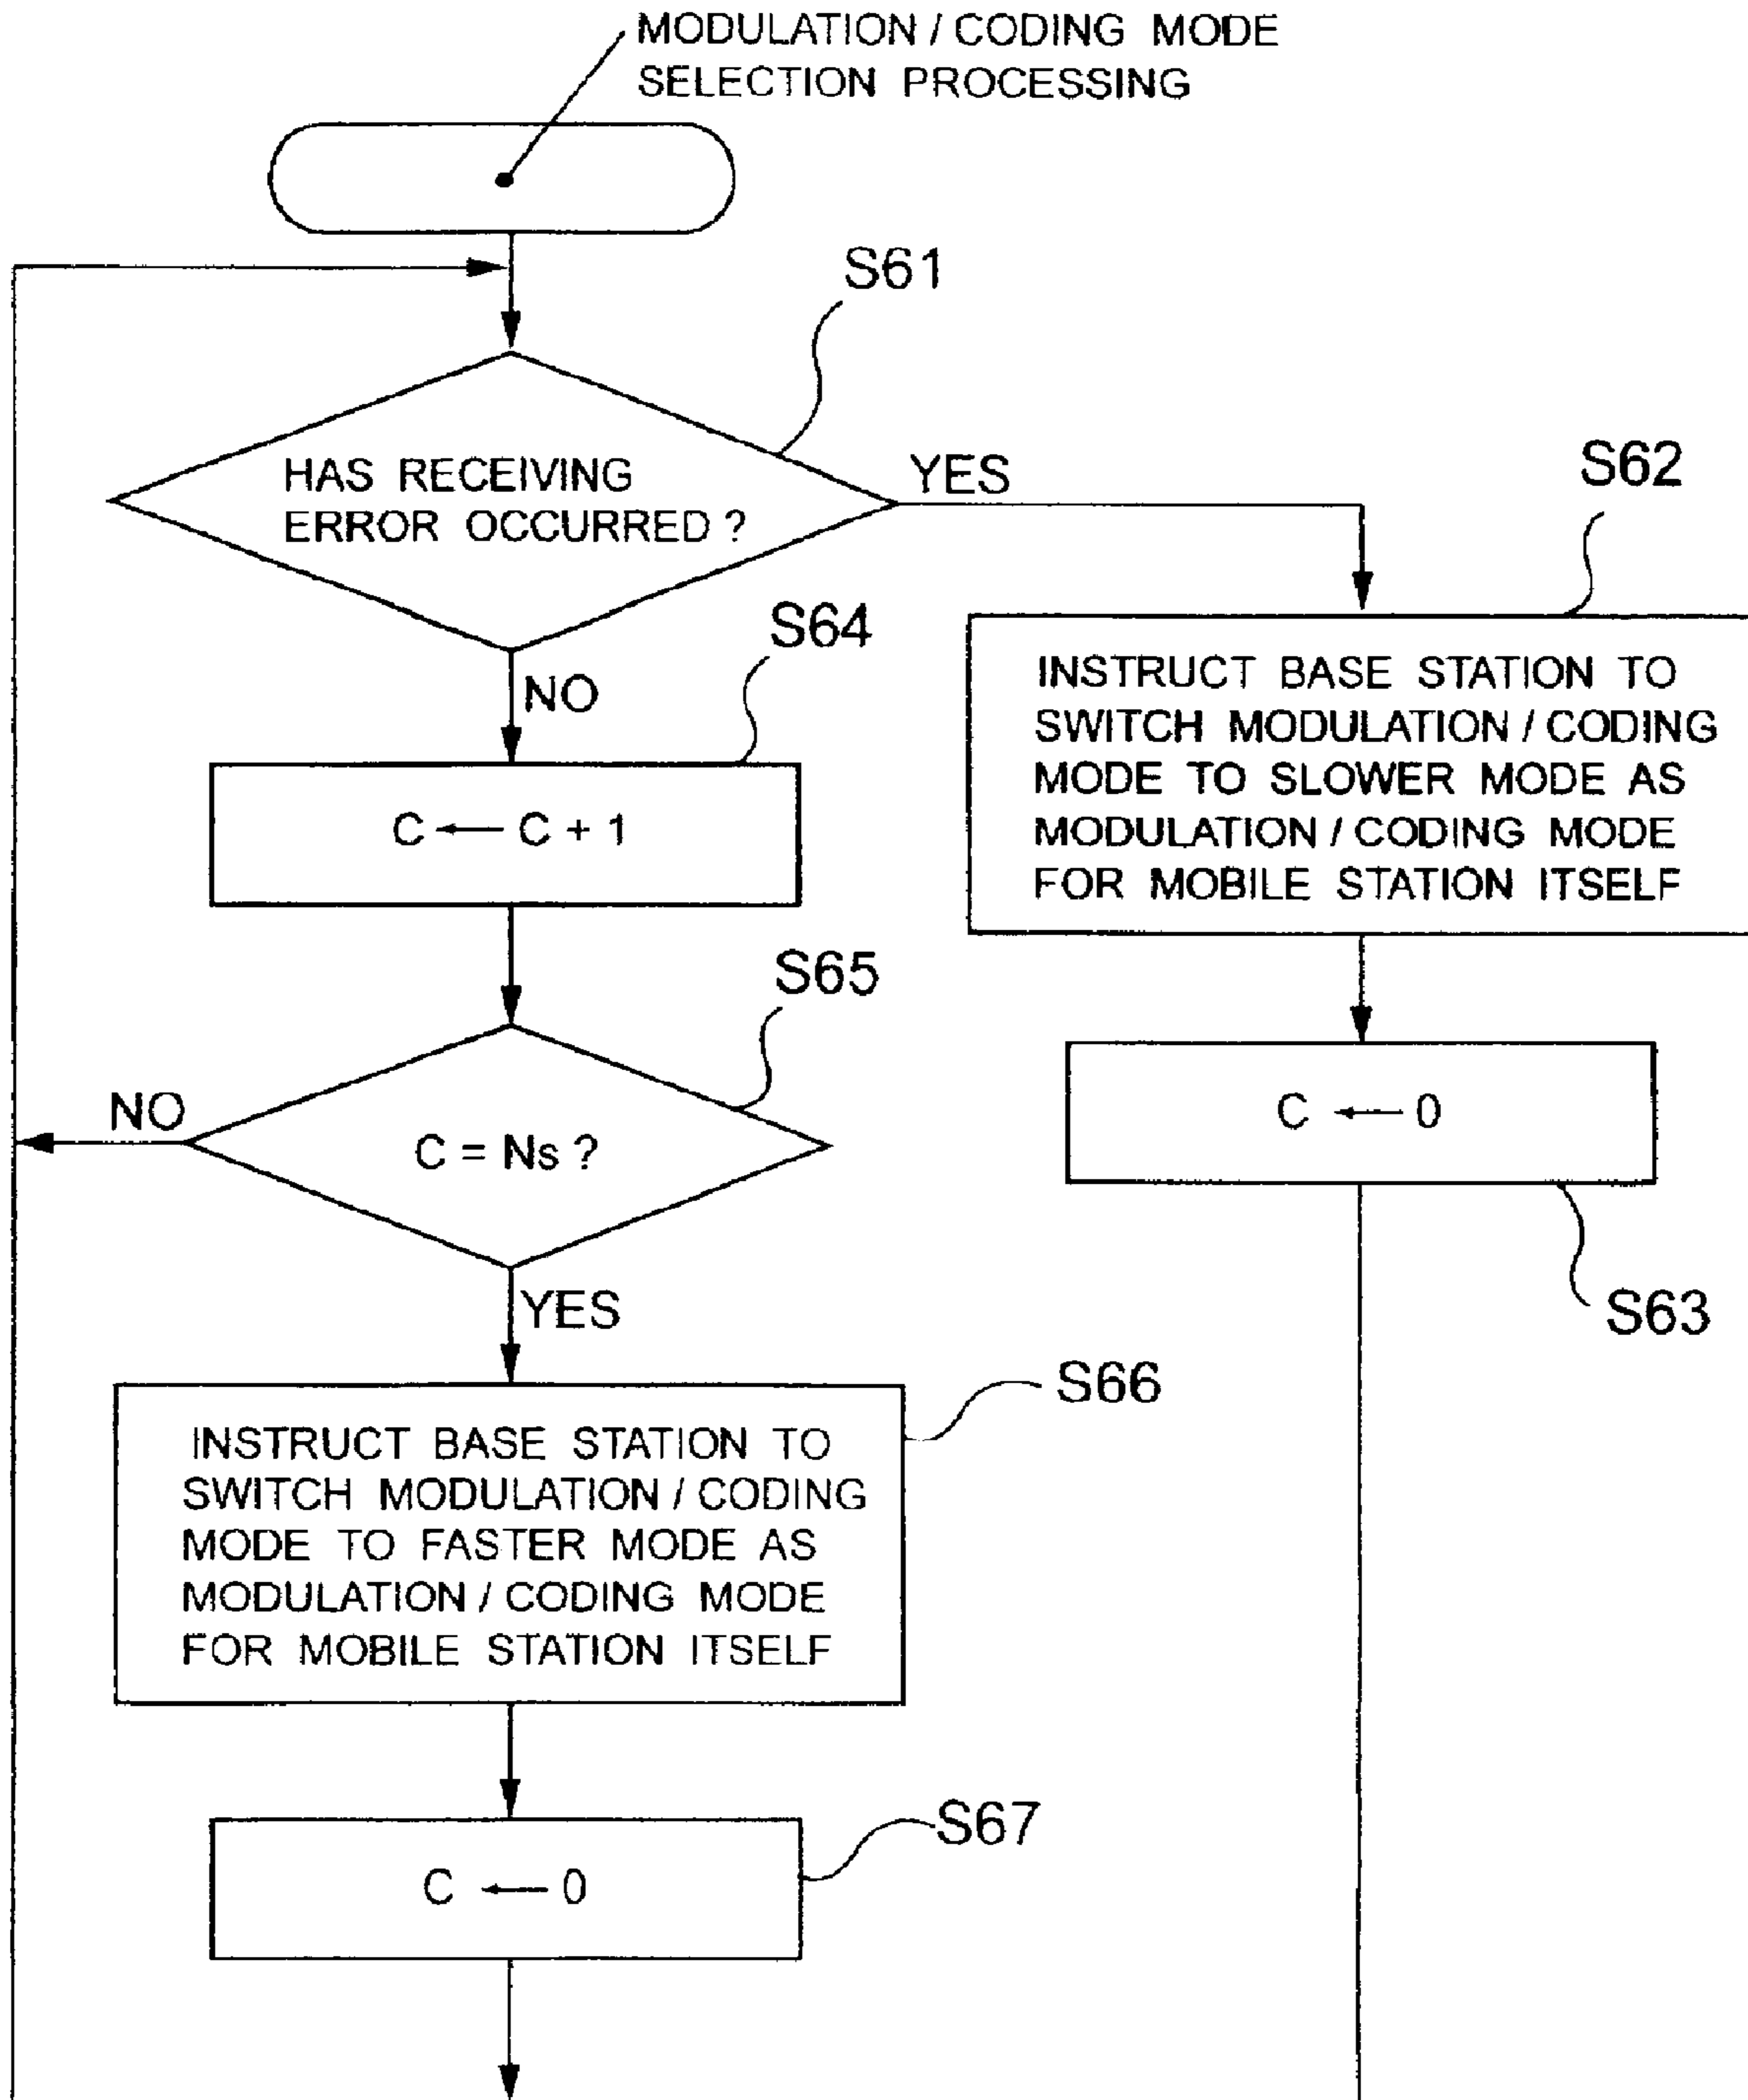 MODULATION / CODING MODE
SELECTION PROCESSING
S61
HAS RECEIVING
ERROR OCCURRED ?
YES
S62
INSTRUCT BASE STATION TO
SWITCH MODULATION / CODING
MODE TO SLOWER MODE AS
MODULATION / CODING MODE
FOR MOBILE STATION ITSELF
S64
NO
C ← C + 1
S65
NO
C = Ns ?
C ← 0
S63
YES
S66
INSTRUCT BASE STATION TO
SWITCH MODULATION / CODING
MODE TO FASTER MODE AS
MODULATION / CODING MODE
FOR MOBILE STATION ITSELF
S67
C ← 0